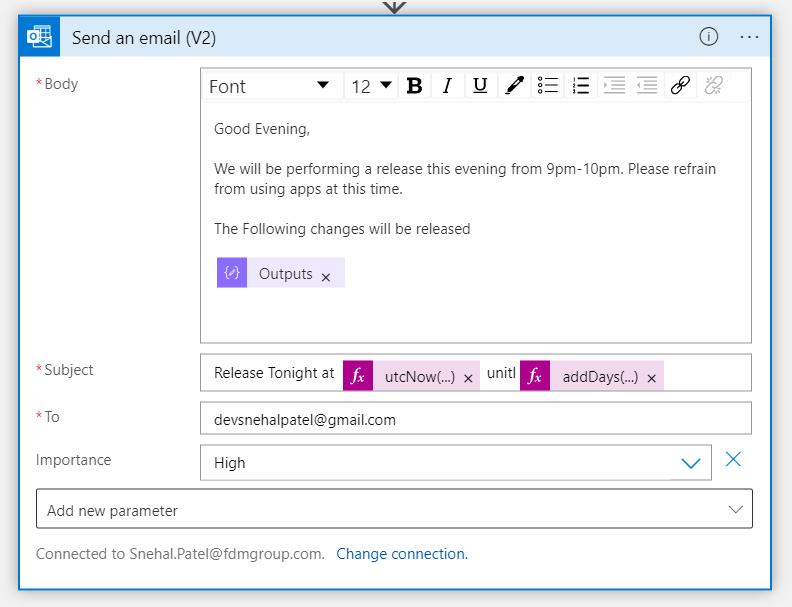 Send an email (V2)
* Body
Font 12 B I U
Good Evening,
We will be performing a release this evening from 9pm-10pm. Please refrain
from using apps at this time.
The Following changes will be released
Outputs ×
* Subject
Release Tonight at fx utcNow(...) × unitl fx addDays(...) ×
* To
devsnehalpatel@gmail.com
Importance
High
Add new parameter
Connected to Snehal.Patel@fdmgroup.com. Change connection.